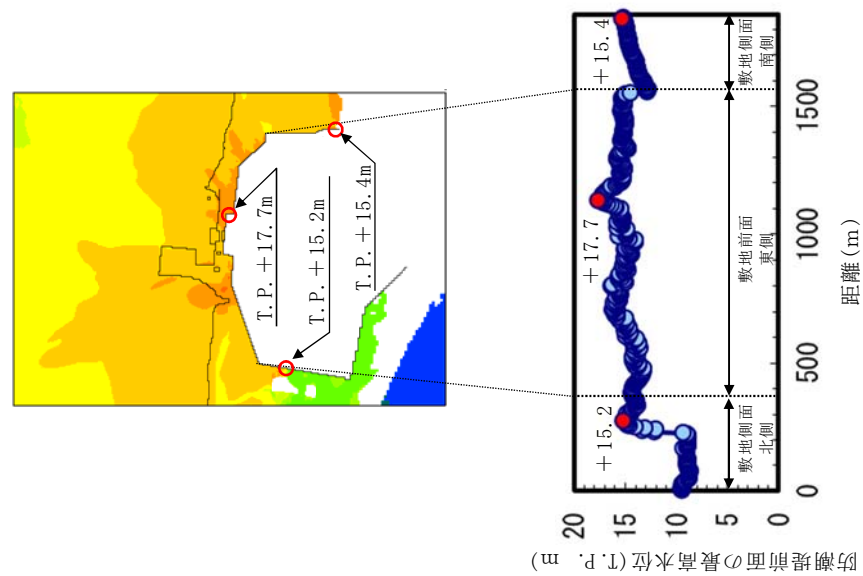 T.P.＋17.7m
T.P.＋15.2m
T.P.＋15.4m
防潮堤前面の最高水位(T.P. m)
20
15
10
5
0
＋15.2
＋17.7
＋15.4
敷地側面
北側
敷地前面
東側
敷地側面
南側
0
500
1000
1500
距離(m)